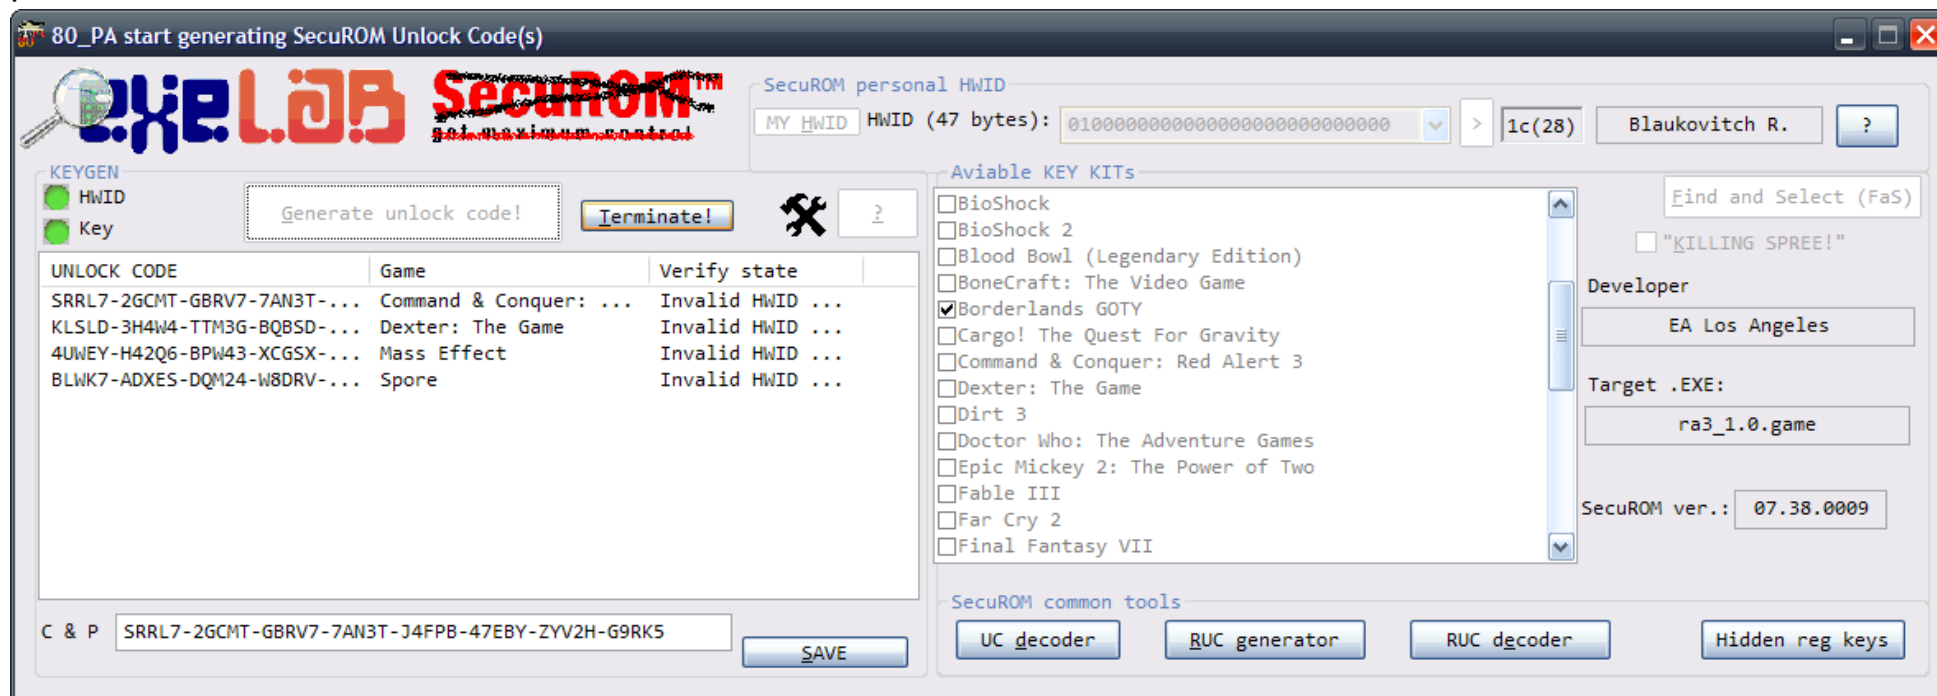 80_PA start generating SecuROM Unlock Code(s)
exeLAB
SecuROM™
SecuROM personal HWID
MY HWID
HWID (47 bytes):
0100000000000000000000000000
>
1c(28)
Blaukovitch R.
?
KEYGEN
HWID
Key
Generate unlock code!
Terminate!
?
UNLOCK CODE Game Verify state
SRRL7-2GCMT-GBRV7-7AN3T-... Command & Conquer: ... Invalid HWID ...
KLSLD-3H4W4-TTM3G-BQBSD-... Dexter: The Game Invalid HWID ...
4UWEY-H42Q6-BPW43-XCGSX-... Mass Effect Invalid HWID ...
BLWK7-ADXES-DQM24-W8DRV-... Spore Invalid HWID ...
C & P SRRL7-2GCMT-GBRV7-7AN3T-J4FPB-47EBY-ZYV2H-G9RK5
SAVE
Aviable KEY KITs
BioShock
BioShock 2
Blood Bowl (Legendary Edition)
BoneCraft: The Video Game
Borderlands GOTY
Cargo! The Quest For Gravity
Command & Conquer: Red Alert 3
Dexter: The Game
Dirt 3
Doctor Who: The Adventure Games
Epic Mickey 2: The Power of Two
Fable III
Far Cry 2
Final Fantasy VII
Find and Select (FaS)
"KILLING SPREE!"
Developer
EA Los Angeles
Target .EXE:
ra3_1.0.game
SecuROM ver.: 07.38.0009
SecuROM common tools
UC decoder
RUC generator
RUC decoder
Hidden reg keys